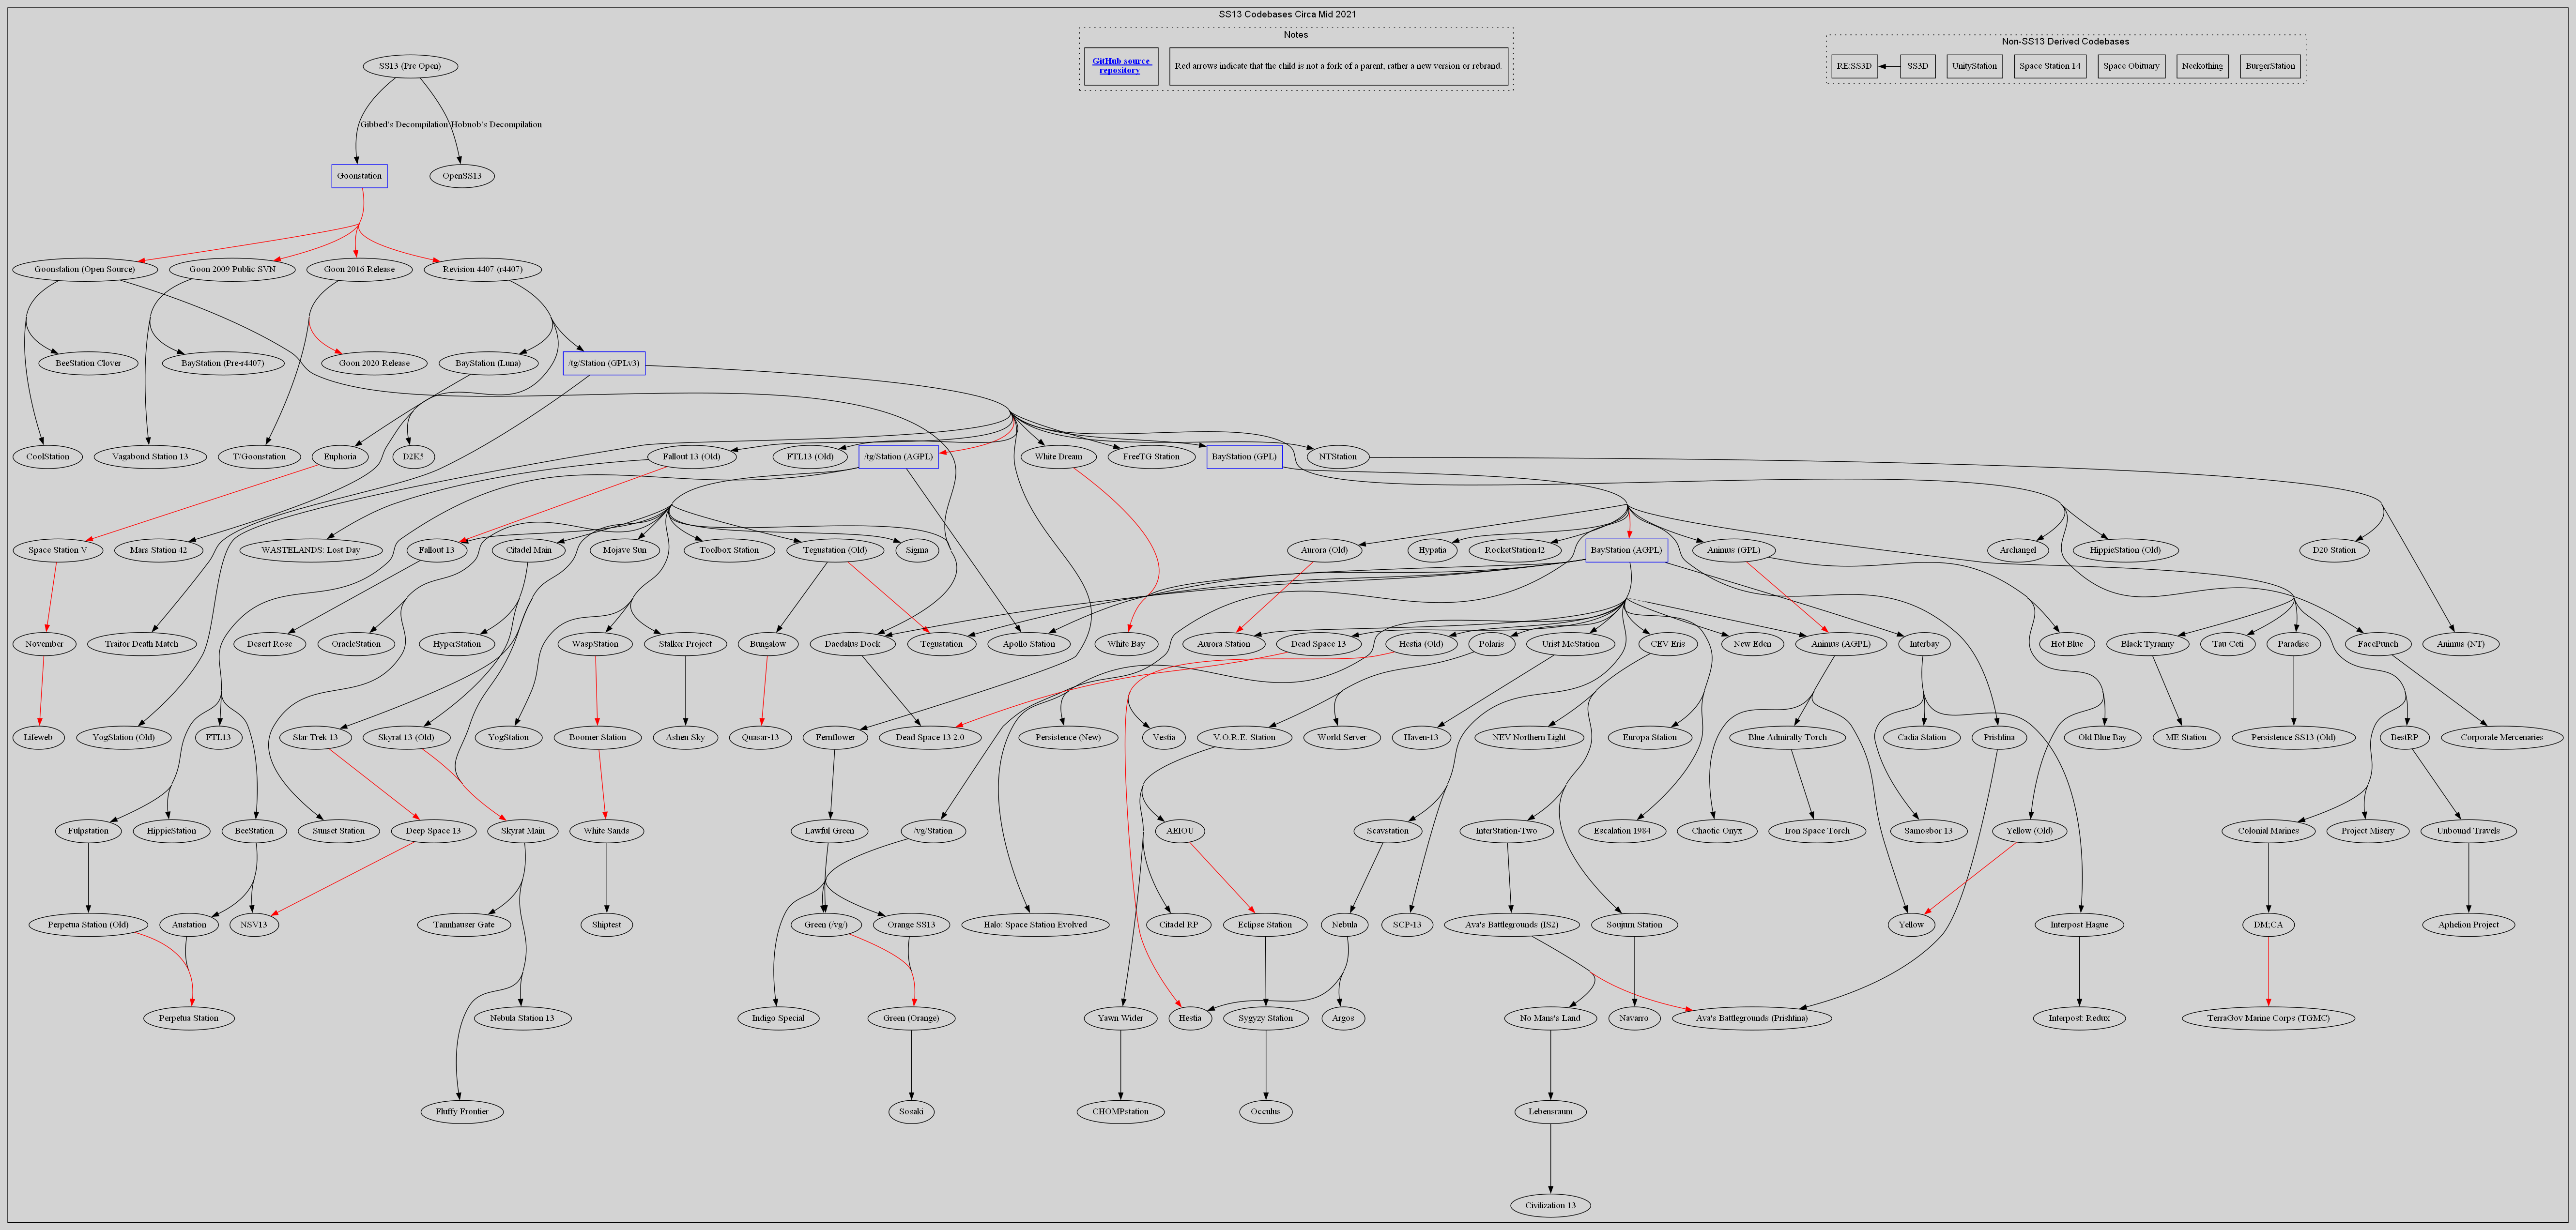 SS13 Codebases Circa Mid 2021
Notes
GitHub source
repository
Red arrows indicate that the child is not a fork of a parent, rather a new version or rebrand.
Non-SS13 Derived Codebases
RE:SS3D
SS3D
UnityStation
Space Station 14
Space Obituary
Neekothing
BurgerStation
SS13 (Pre Open)
Gibbed's Decompilation
Hobnob's Decompilation
Goonstation
OpenSS13
Goonstation (Open Source)
Goon 2009 Public SVN
Goon 2016 Release
Revision 4407 (r4407)
BeeStation Clover
BayStation (Pre-r4407)
Goon 2020 Release
BayStation (Luna)
/tg/Station (GPLv3)
CoolStation
Vagabond Station 13
T/Goonstation
Euphoria
D2K5
Fallout 13 (Old)
FTL13 (Old)
/tg/Station (AGPL)
White Dream
FreeTG Station
BayStation (GPL)
NTStation
Space Station V
Mars Station 42
WASTELANDS: Lost Day
Fallout 13
Citadel Main
Mojave Sun
Toolbox Station
Tegustation (Old)
Sigma
Aurora (Old)
Hypatia
RocketStation42
BayStation (AGPL)
Animus (GPL)
Archangel
HippieStation (Old)
D20 Station
November
Traitor Death Match
Desert Rose
OracleStation
HyperStation
WaspStation
Stalker Project
Bungalow
Daedalus Dock
Tegustation
Apollo Station
White Bay
Aurora Station
Dead Space 13
Hestia (Old)
Polaris
Urist McStation
CEV Eris
New Eden
Animus (AGPL)
Interbay
Hot Blue
Black Tyranny
Tau Ceti
Paradise
FacePunch
Animus (NT)
Lifeweb
YogStation (Old)
FTL13
Star Trek 13
Skyrat 13 (Old)
YogStation
Boomer Station
Ashen Sky
Quasar-13
Fernflower
Dead Space 13 2.0
Persistence (New)
Vestia
V.O.R.E. Station
World Server
Haven-13
NEV Northern Light
Europa Station
Blue Admiralty Torch
Cadia Station
Prishtina
Old Blue Bay
ME Station
Persistence SS13 (Old)
BestRP
Corporate Mercenaries
Fulpstation
HippieStation
BeeStation
Sunset Station
Deep Space 13
Skyrat Main
White Sands
Lawful Green
/vg/Station
AEIOU
Scavstation
InterStation-Two
Escalation 1984
Chaotic Onyx
Iron Space Torch
Samosbor 13
Yellow (Old)
Colonial Marines
Project Misery
Unbound Travels
Perpetua Station (Old)
Austation
NSV13
Tannhauser Gate
Shiptest
Green (/vg/)
Orange SS13
Halo: Space Station Evolved
Citadel RP
Eclipse Station
Nebula
SCP-13
Ava's Battlegrounds (IS2)
Soujurn Station
Yellow
Interpost Hague
DM;CA
Aphelion Project
Perpetua Station
Nebula Station 13
Indigo Special
Green (Orange)
Yawn Wider
Hestia
Sygyzy Station
Argos
No Mans's Land
Navarro
Ava's Battlegrounds (Prishtina)
Interpost: Redux
TerraGov Marine Corps (TGMC)
Fluffy Frontier
Sosaki
CHOMPstation
Occulus
Lebensraum
Civilization 13